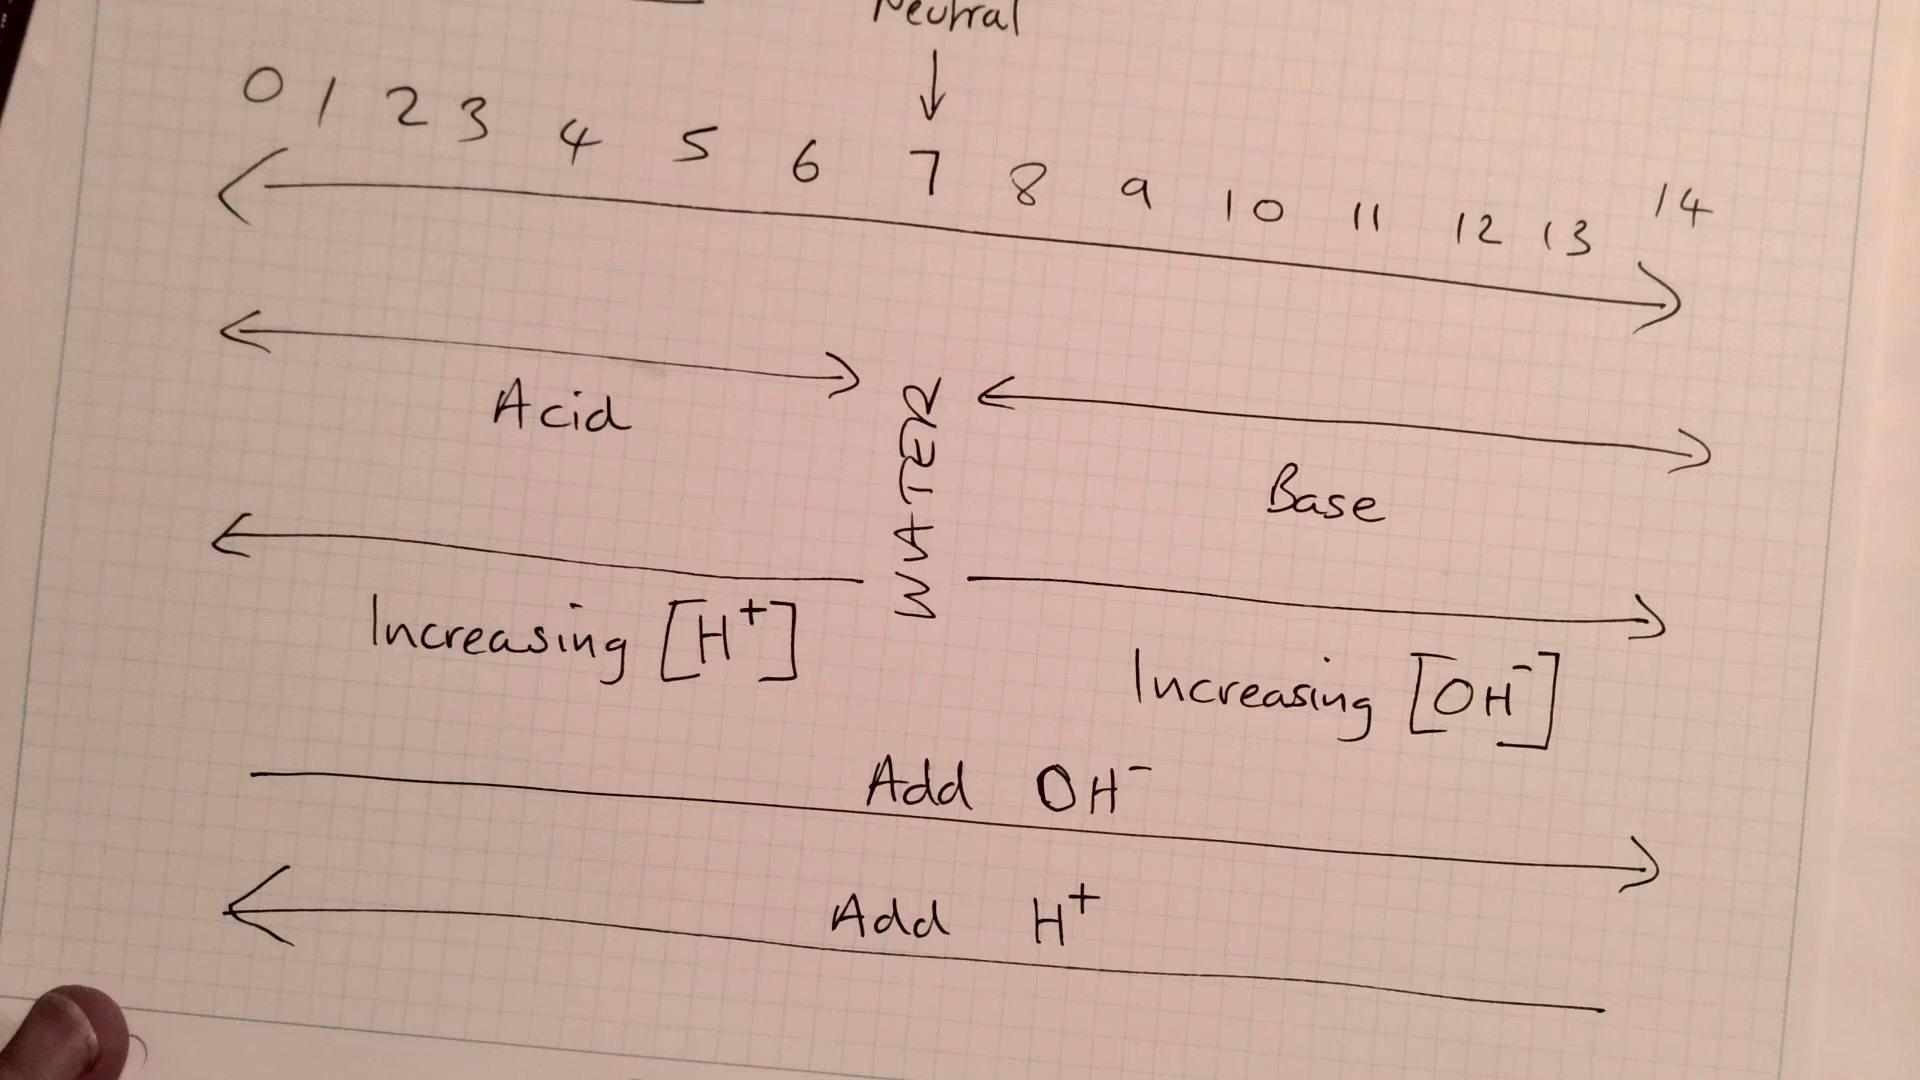 Neutral
0 1 2 3 4 5 6 7 8 9 10 11 12 13 14
Acid
WATER
Base
Increasing [H⁺]
Increasing [OH⁻]
Add OH⁻
Add H⁺